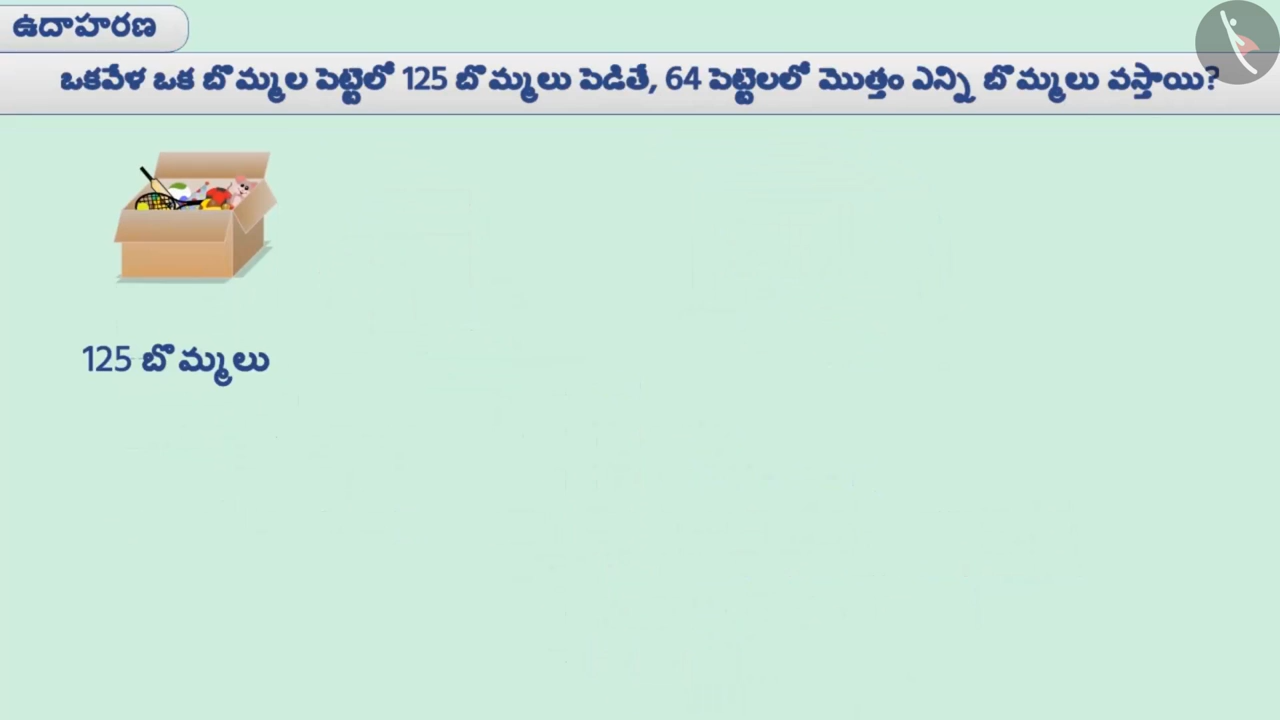 ఉదాహరణ
ఒకవేళ ఒక బొమ్మల పెట్టెలో 125 బొమ్మలు పెడితే, 64 పెట్టెలలో మొత్తం ఎన్ని బొమ్మలు వస్తాయి?
125 బొమ్మలు